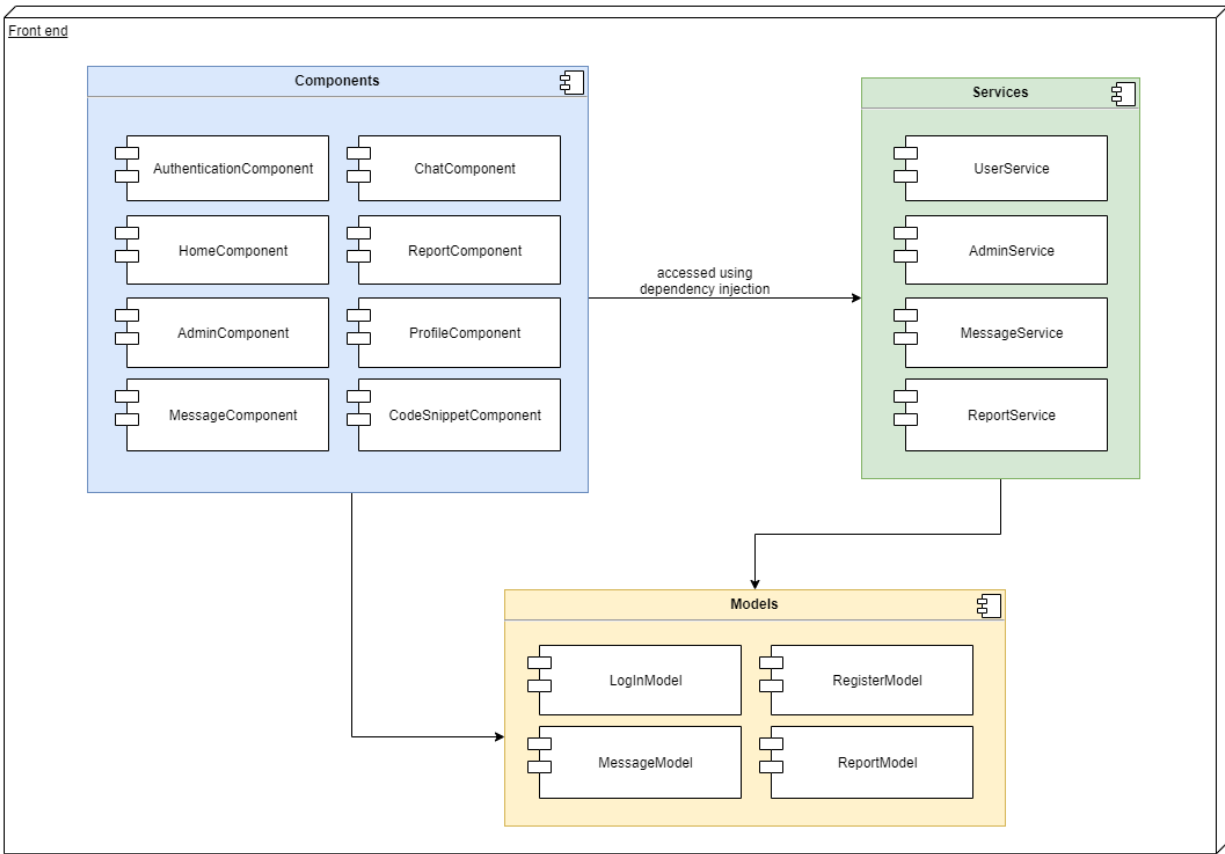 Front end
Components
Services
AuthenticationComponent
ChatComponent
UserService
HomeComponent
ReportComponent
AdminService
accessed using
dependency injection
AdminComponent
ProfileComponent
MessageService
MessageComponent
CodeSnippetComponent
ReportService
Models
LogInModel
RegisterModel
MessageModel
ReportModel